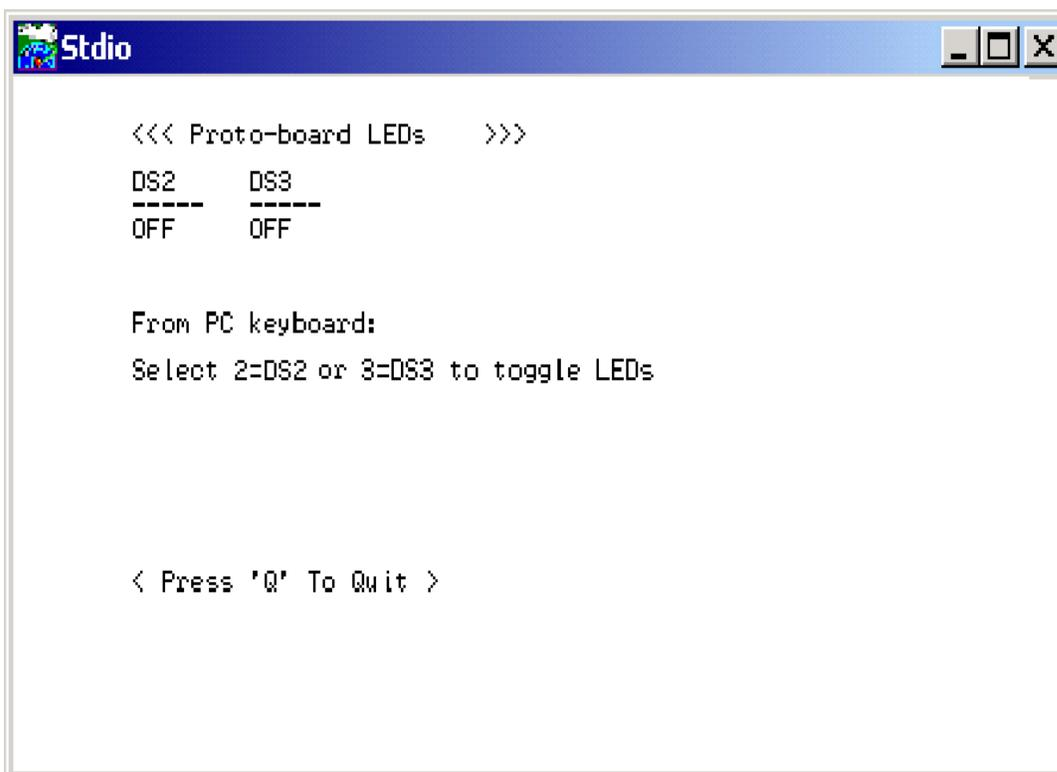 Stdio
<<< Proto-board LEDs >>>
DS2 DS3
----- -----
OFF OFF
From PC keyboard:
Select 2=DS2 or 3=DS3 to toggle LEDs
< Press 'Q' To Quit >